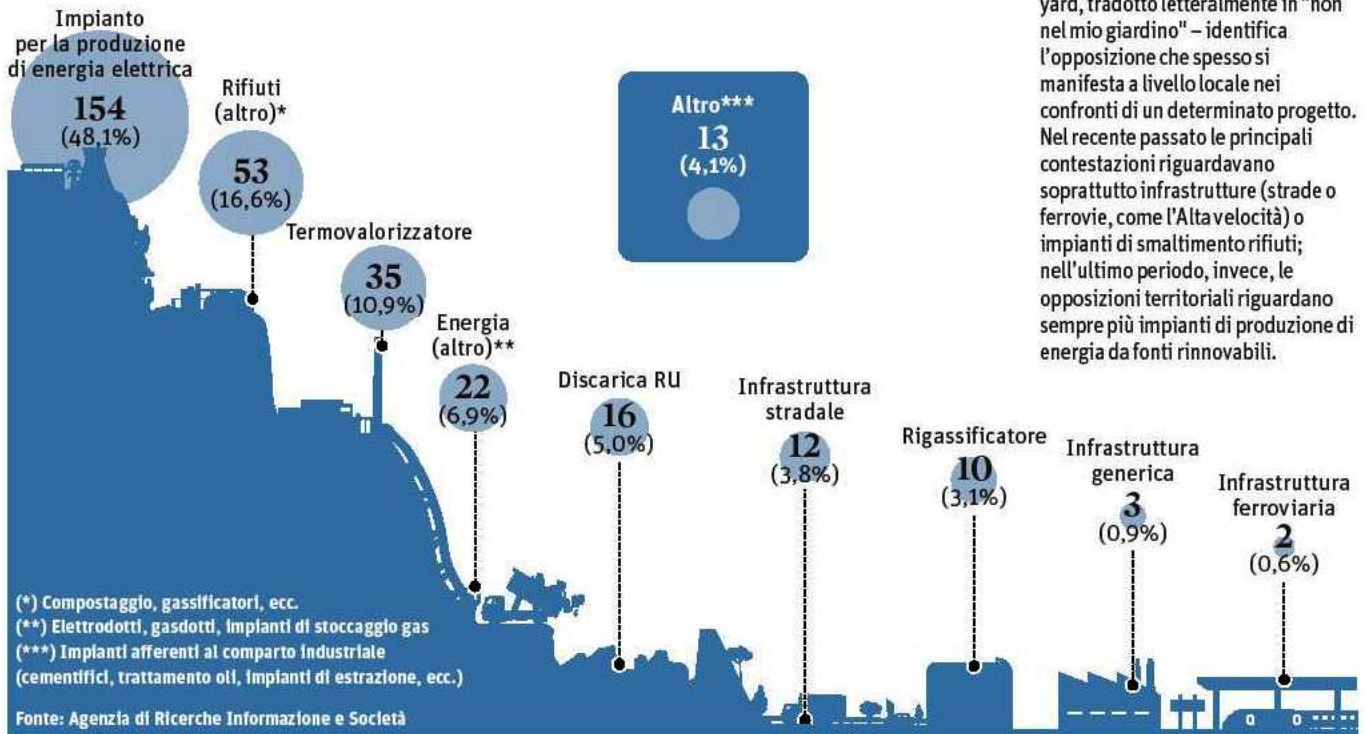 Impianto
per la produzione
di energia elettrica
154
(48,1%)
Rifiuti
(altro)*
53
(16,6%)
Termovalorizzatore
35
(10,9%)
Energia
(altro)**
22
(6,9%)
Discarica RU
16
(5,0%)
Infrastruttura
stradale
12
(3,8%)
Rigassificatore
10
(3,1%)
Infrastruttura
generica
3
(0,9%)
Infrastruttura
ferroviaria
2
(0,6%)
Altro***
13
(4,1%)
yard, tradotto letteralmente in "non
nel mio giardino" – identifica
l'opposizione che spesso si
manifesta a livello locale nei
confronti di un determinato progetto.
Nel recente passato le principali
contestazioni riguardavano
soprattutto infrastrutture (strade o
ferrovie, come l'Alta velocità) o
impianti di smaltimento rifiuti;
nell'ultimo periodo, invece, le
opposizioni territoriali riguardano
sempre più impianti di produzione di
energia da fonti rinnovabili.
(*) Compostaggio, gassificatori, ecc.
(**) Elettrodotti, gasdotti, impianti di stoccaggio gas
(***) Impianti afferenti al comparto industriale
(cementifici, trattamento oli, impianti di estrazione, ecc.)
Fonte: Agenzia di Ricerche Informazione e Società